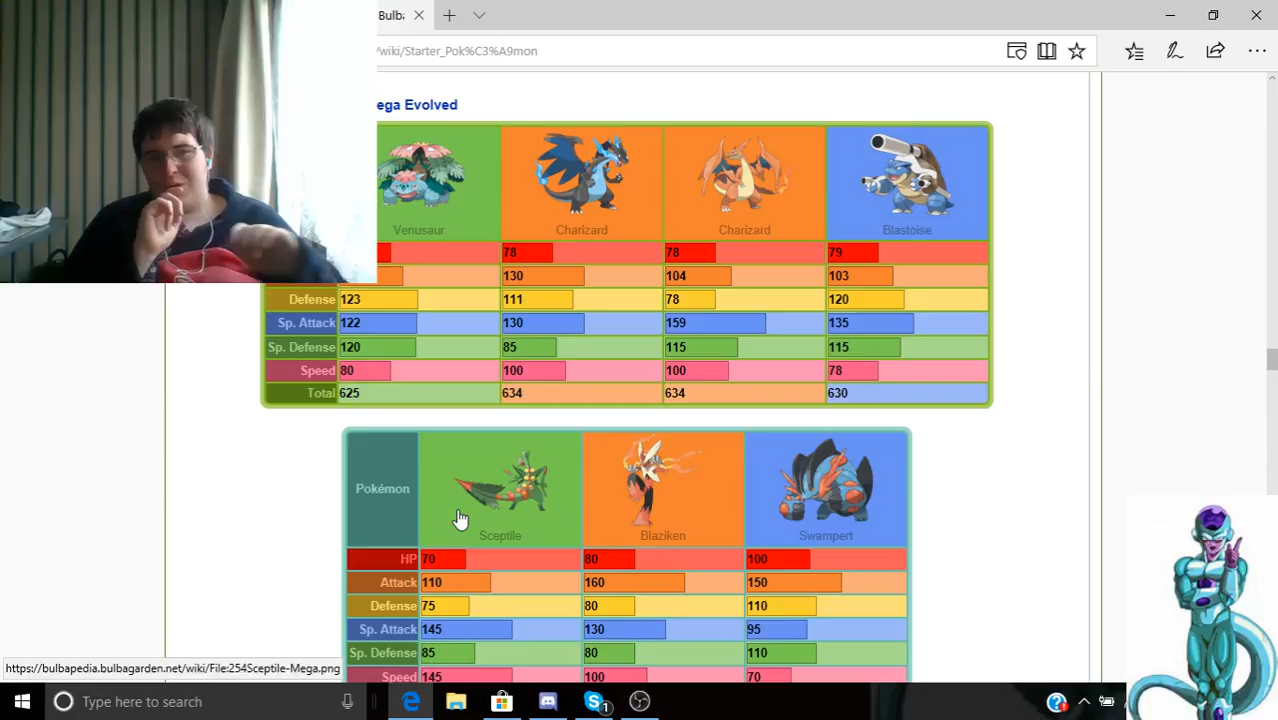 Bulba
/wiki/Starter_Pok%C3%A9mon
ega Evolved
Venusaur Charizard Charizard Blastoise
78 78 79
130 104 103
Defense 123 111 78 120
Sp. Attack 122 130 159 135
Sp. Defense 120 85 115 115
Speed 80 100 100 78
Total 625 634 634 630
Pokémon Sceptile Blaziken Swampert
HP 70 80 100
Attack 110 160 150
Defense 75 80 110
Sp. Attack 145 130 95
Sp. Defense 85 80 110
Speed 145 100 70
https://bulbapedia.bulbagarden.net/wiki/File:254Sceptile-Mega.png
Type here to search
1